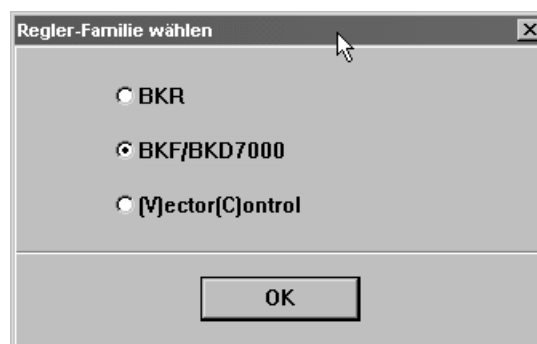 Regler-Familie wählen
BKR
BKF/BKD7000
(V)ector(C)ontrol
OK